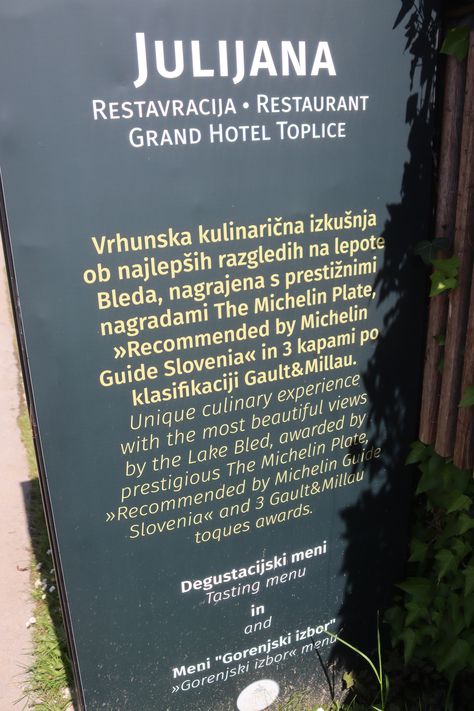 JULIJANA
RESTAVRACIJA • RESTAURANT
GRAND HOTEL TOPLICE
Vrhunska kulinarična izkušnja
ob najlepših razgledih na lepote
Bleda, nagrajena s prestižnimi
nagradami The Michelin Plate,
»Recommended by Michelin
Guide Slovenia« in 3 kapami po
klasifikaciji Gault&Millau.
Unique culinary experience
with the most beautiful views
by the Lake Bled, awarded by
prestigious The Michelin Plate,
»Recommended by Michelin Guide
Slovenia« and 3 Gault&Millau
toques awards.
Degustacijski meni
Tasting menu
in
and
Meni "Gorenjski izbor"
»Gorenjski izbor« menu